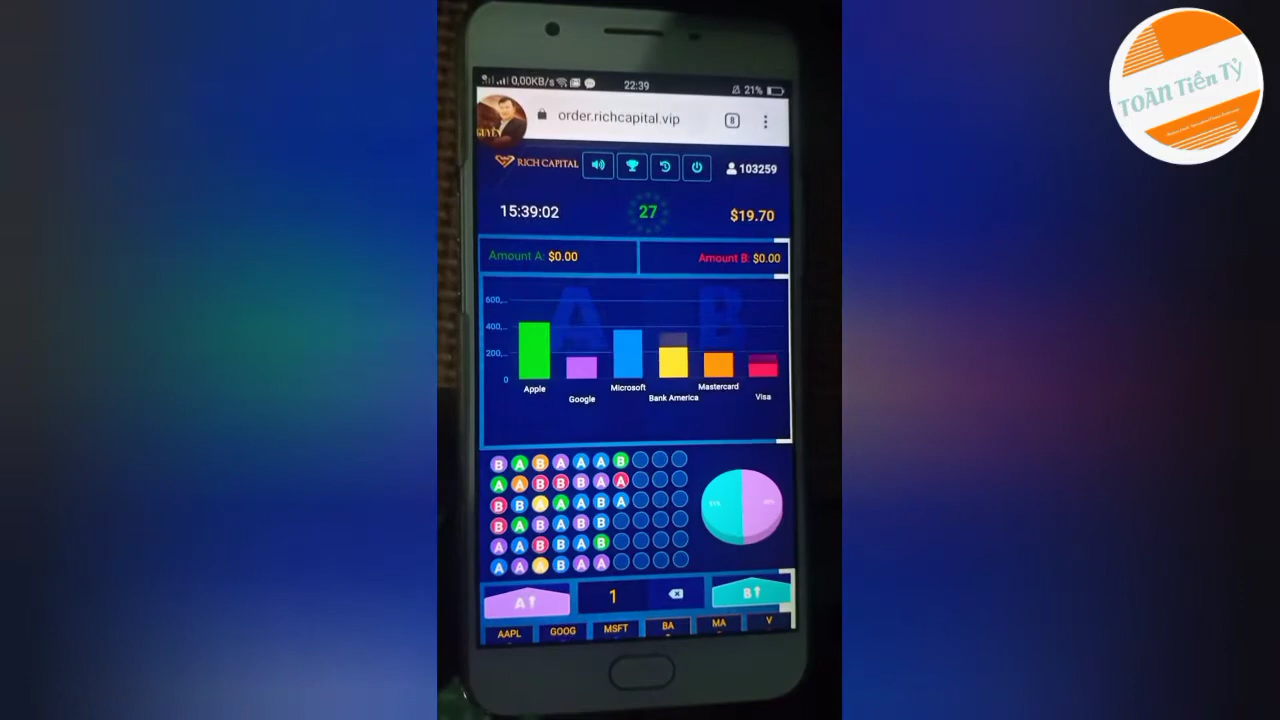 TOÀN Tiền Tỷ
0,00KB/s 22:39 21%
order.richcapital.vip 8
RICH CAPITAL 103259
15:39:02 27 $19.70
Amount A: $0.00 Amount B: $0.00
A B
600,...
400,...
200,...
0
Apple Google Microsoft Bank America Mastercard Visa
B A B A A A B
A A B B B A A
B B A A A B A
B A B A B B
A A B B A B
A A A B A A
A 1 B
AAPL GOOG MSFT BA MA V